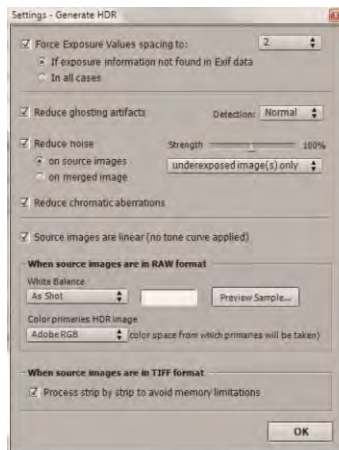 Settings - Generate HDR
Force Exposure Values spacing to: 2
If exposure information not found in Exif data
In all cases
Reduce ghosting artifacts Detection: Normal
Reduce noise Strength 100%
on source images underexposed image(s) only
on merged image
Reduce chromatic aberrations
Source images are linear (no tone curve applied)
When source images are in RAW format
White Balance
As Shot Preview Sample...
Color primaries HDR image
Adobe RGB color space from which primaries will be taken)
When source images are in TIFF format
Process strip by strip to avoid memory limitations
OK